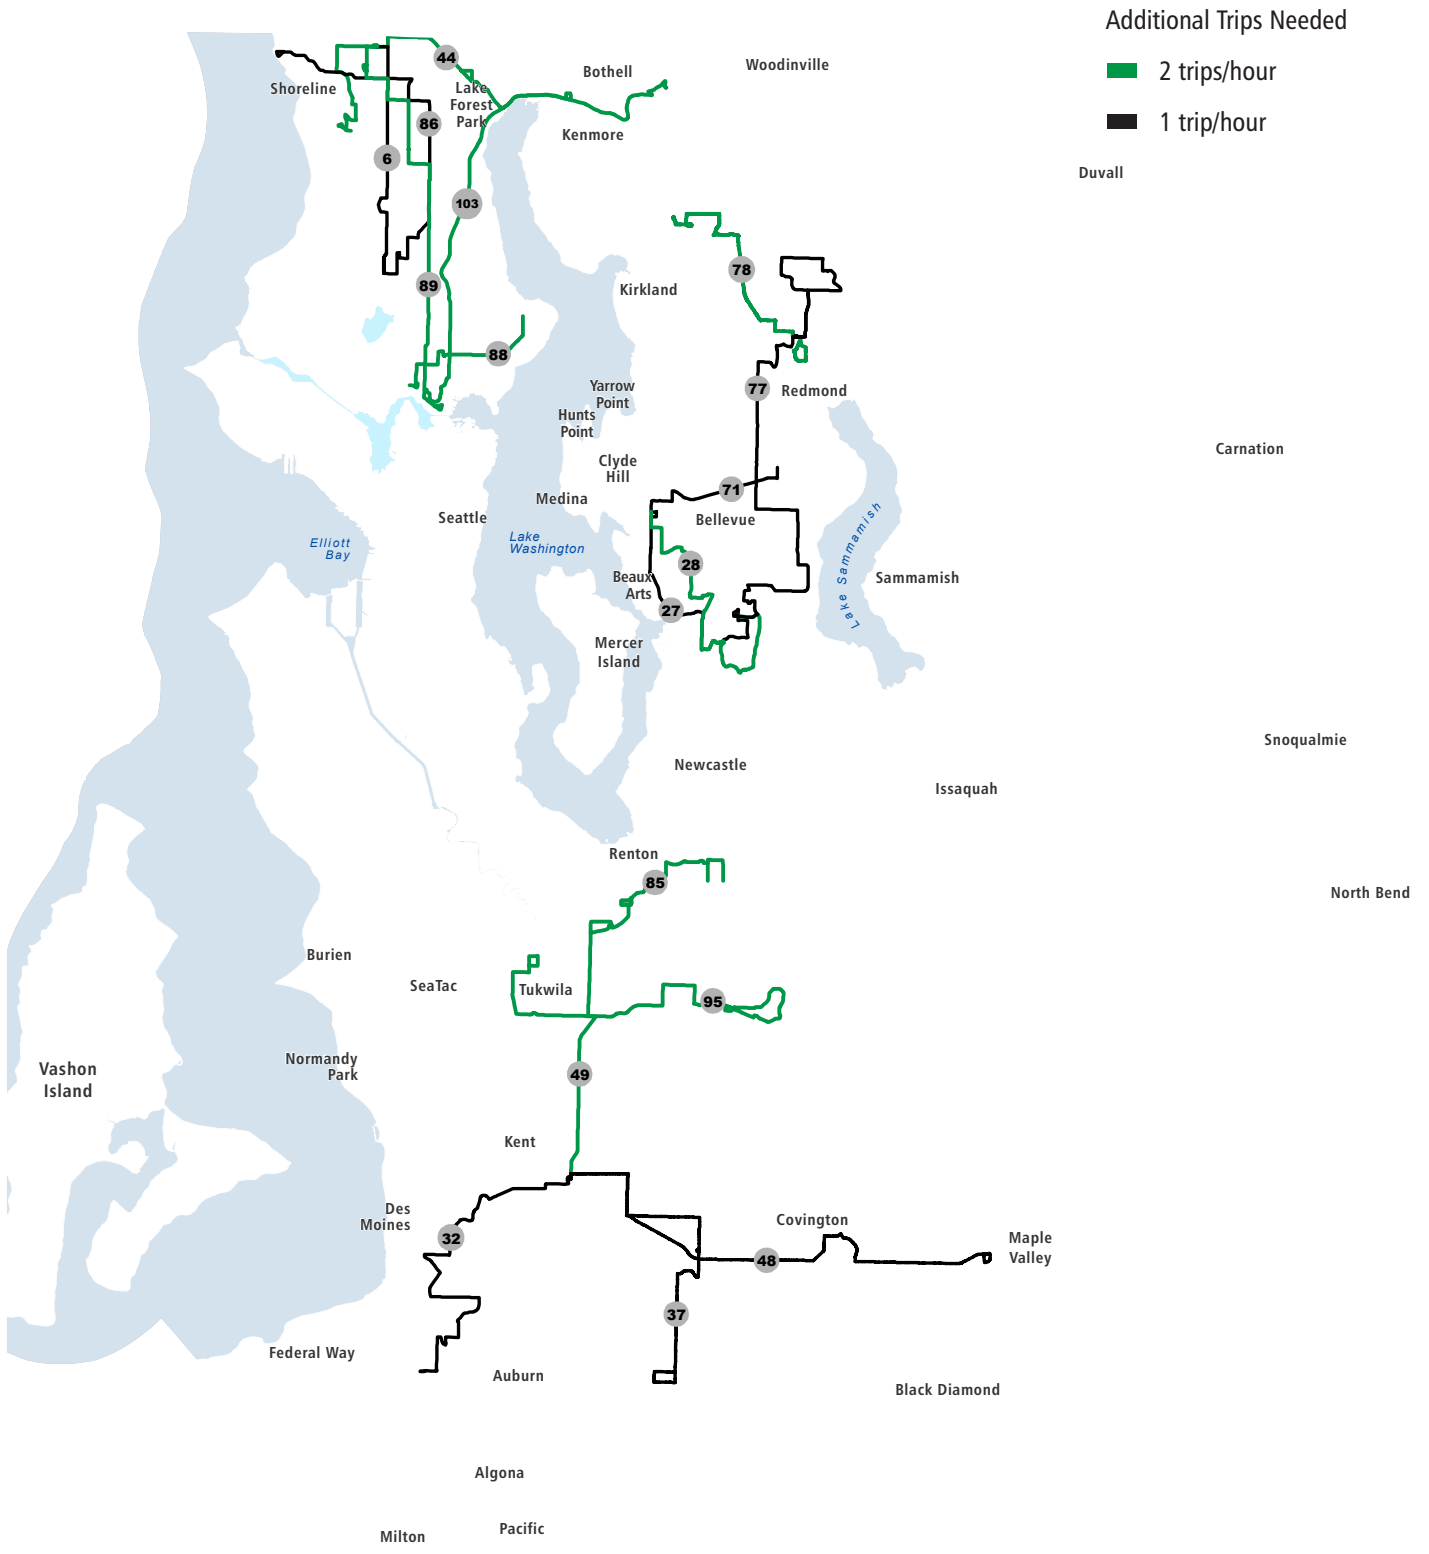 Additional Trips Needed
2 trips/hour
1 trip/hour
44
Bothell
Woodinville
Shoreline
Lake
Forest
Park
86
Kenmore
6
Duvall
103
78
89
Kirkland
88
77
Redmond
Yarrow
Point
Hunts
Point
Carnation
Clyde
Hill
71
Medina
Seattle
Bellevue
Lake
Washington
Elliott
Bay
Lake Sammamish
28
Beaux
Arts
Sammamish
27
Mercer
Island
Snoqualmie
Newcastle
Issaquah
Renton
85
North Bend
Burien
SeaTac
Tukwila
95
Normandy
Park
Vashon
Island
49
Kent
Des
Moines
32
Covington
Maple
Valley
48
37
Federal Way
Auburn
Black Diamond
Algona
Pacific
Milton